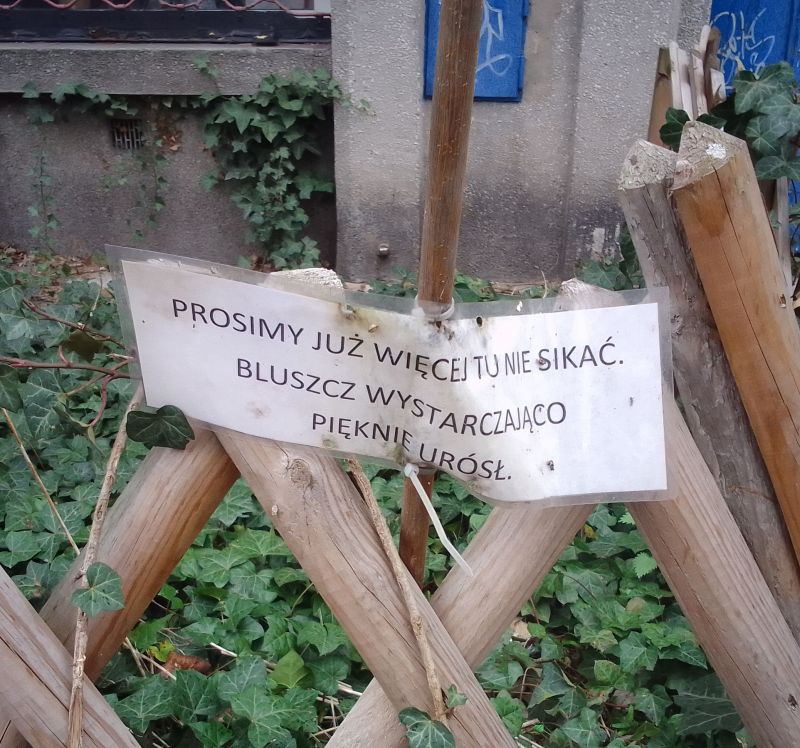 PROSIMY JUŻ WIĘCEJ TU NIE SIKAĆ.
BLUSZCZ WYSTARCZAJĄCO
PIĘKNIE URÓSŁ.